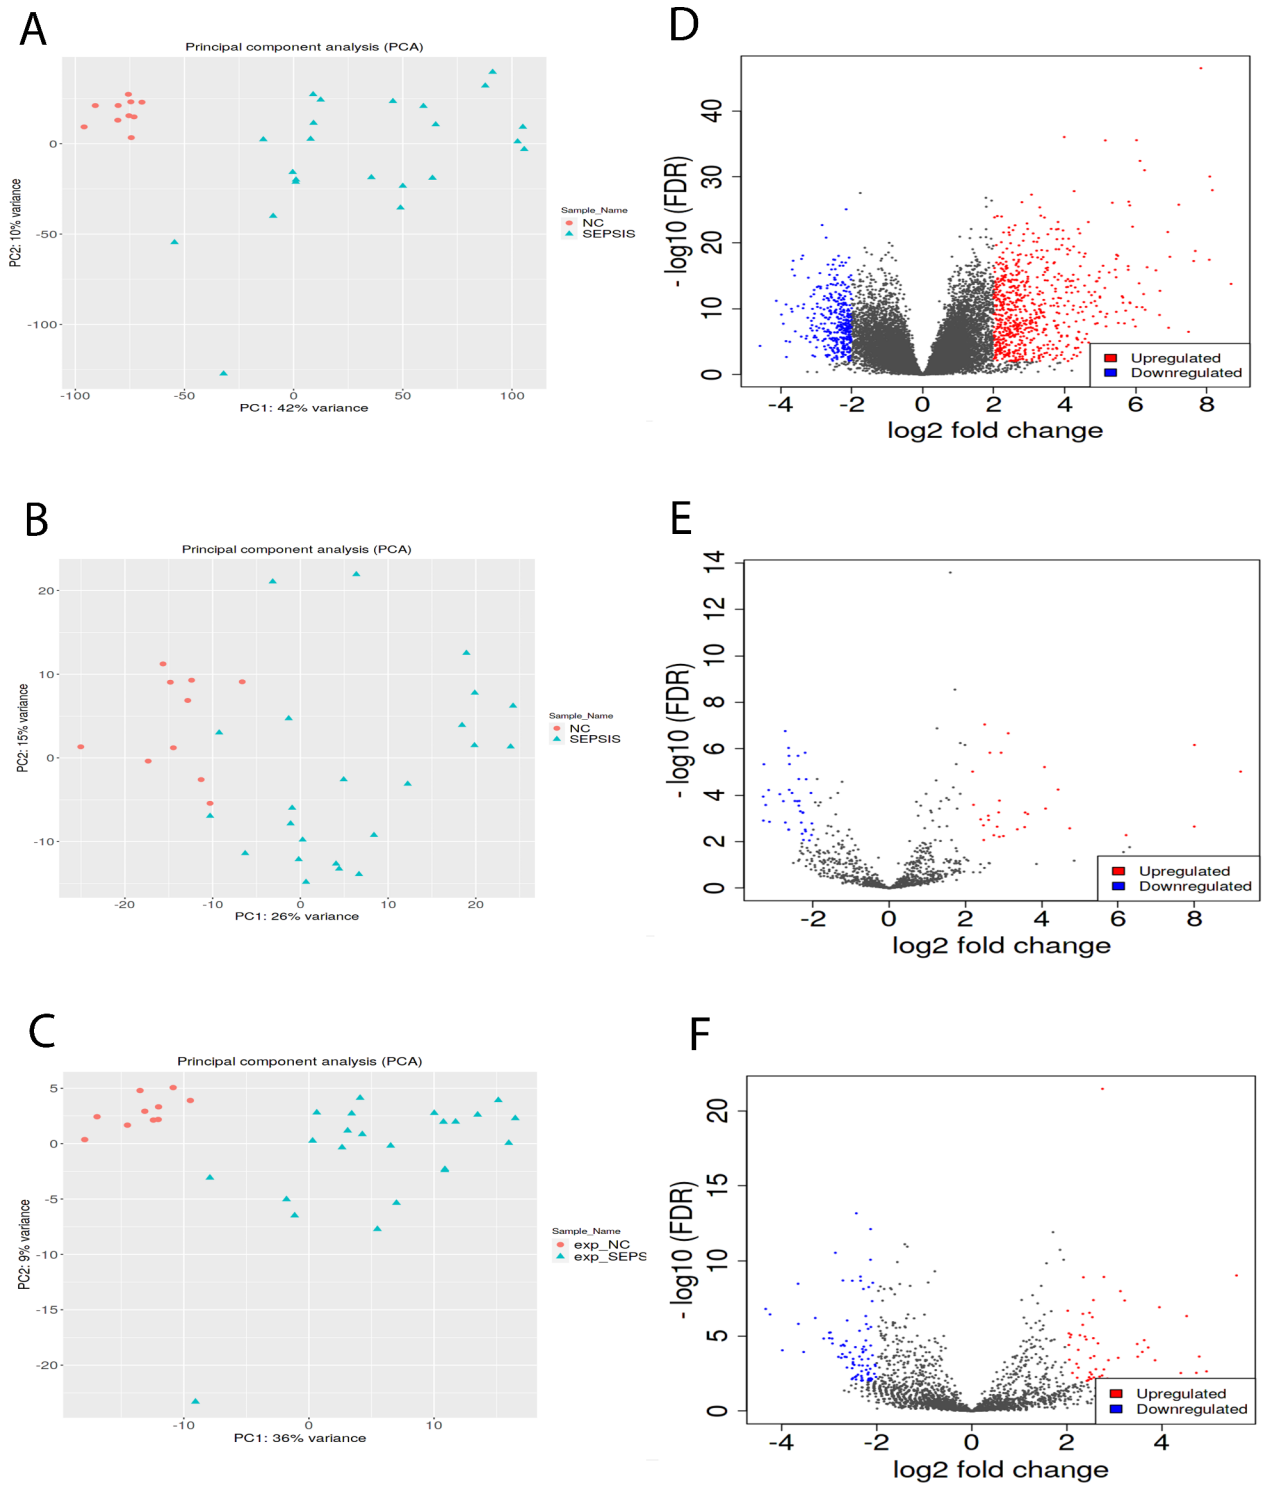 A
Principal component analysis (PCA)
0
-50
-100
-100
-50
0
50
100
PC2: 10% variance
PC1: 42% variance
Sample_Name
NC
SEPSIS
D
40
30
20
10
0
-4
-2
0
2
4
6
8
- log10 (FDR)
log2 fold change
Upregulated
Downregulated
B
Principal component analysis (PCA)
20
10
0
-10
-20
-10
0
10
20
PC2: 15% variance
PC1: 26% variance
Sample_Name
NC
SEPSIS
E
14
12
10
8
6
4
2
0
-2
0
2
4
6
8
- log10 (FDR)
log2 fold change
Upregulated
Downregulated
C
Principal component analysis (PCA)
5
0
-5
-10
-15
-20
-10
0
10
PC2: 9% variance
PC1: 36% variance
Sample_Name
exp_NC
exp_SEPS
F
20
15
10
5
0
-4
-2
0
2
4
- log10 (FDR)
log2 fold change
Upregulated
Downregulated